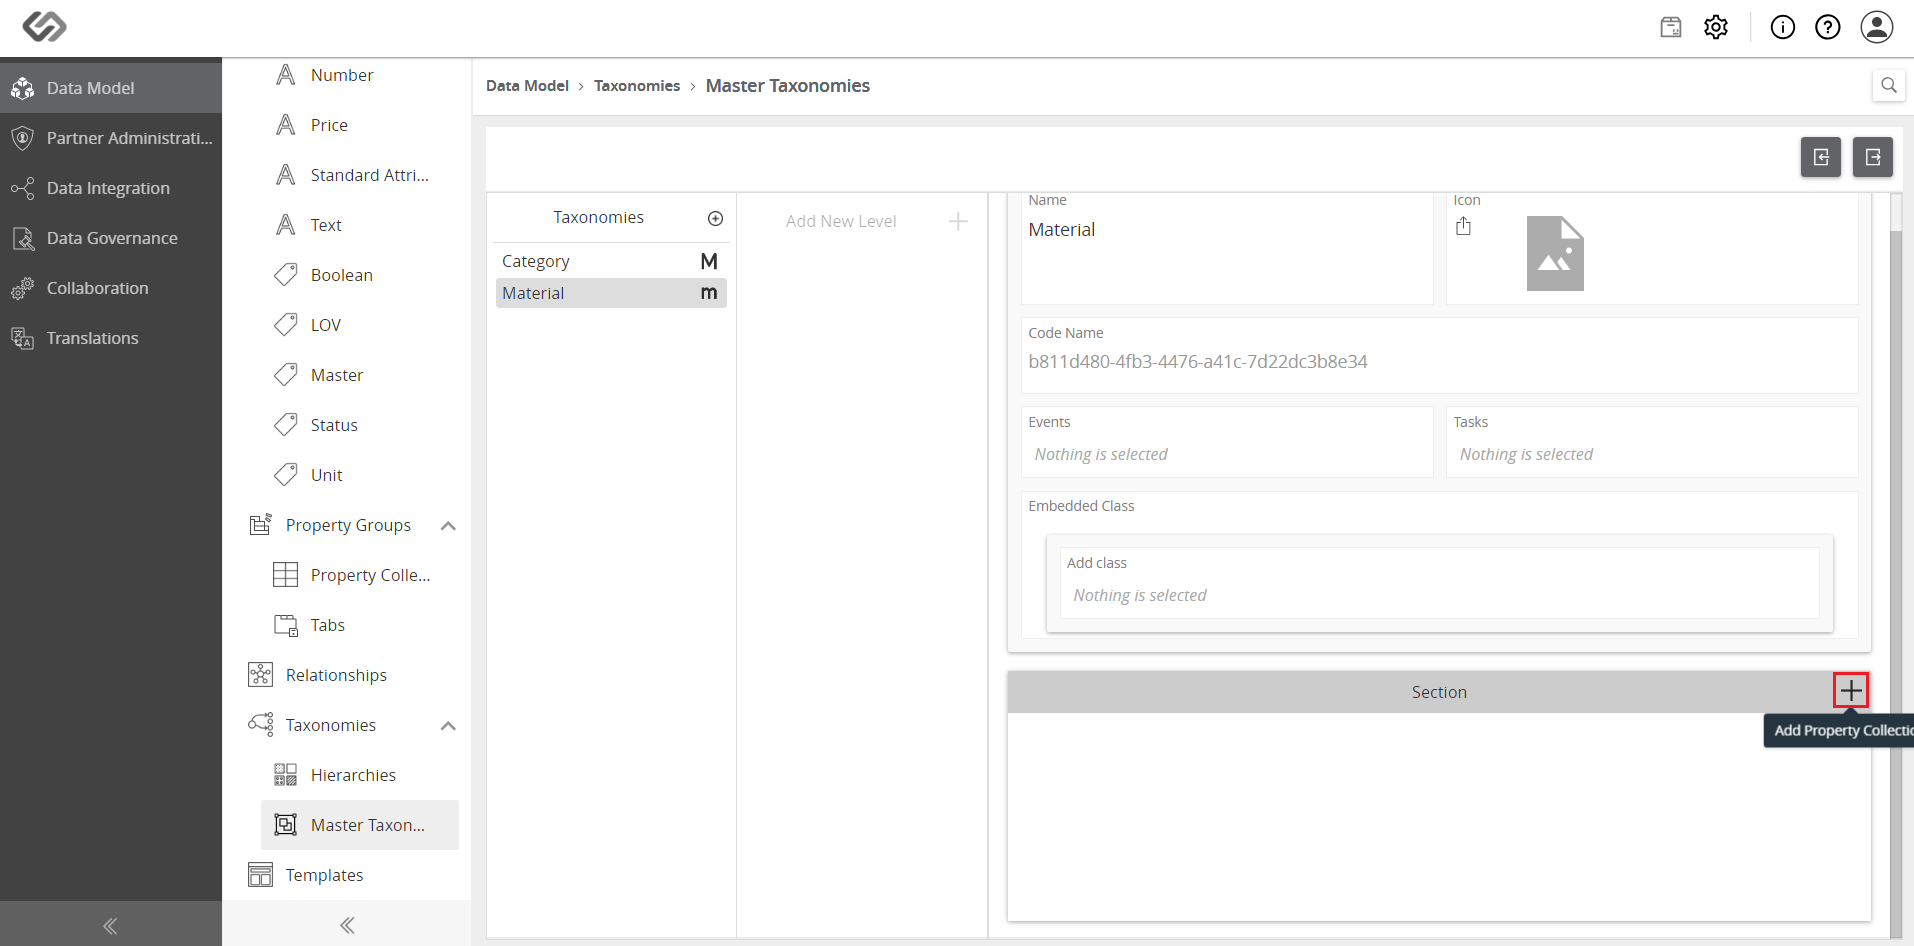 Data Model
Partner Administrati...
Data Integration
Data Governance
Collaboration
Translations
Number
Price
Standard Attri...
Text
Boolean
LOV
Master
Status
Unit
Property Groups
Property Colle...
Tabs
Relationships
Taxonomies
Hierarchies
Master Taxon...
Templates
Data Model › Taxonomies › Master Taxonomies
Taxonomies
Category M
Material m
Add New Level
Name
Material
Icon
Code Name
b811d480-4fb3-4476-a41c-7d22dc3b8e34
Events
Nothing is selected
Tasks
Nothing is selected
Embedded Class
Add class
Nothing is selected
Section
Add Property Collectio